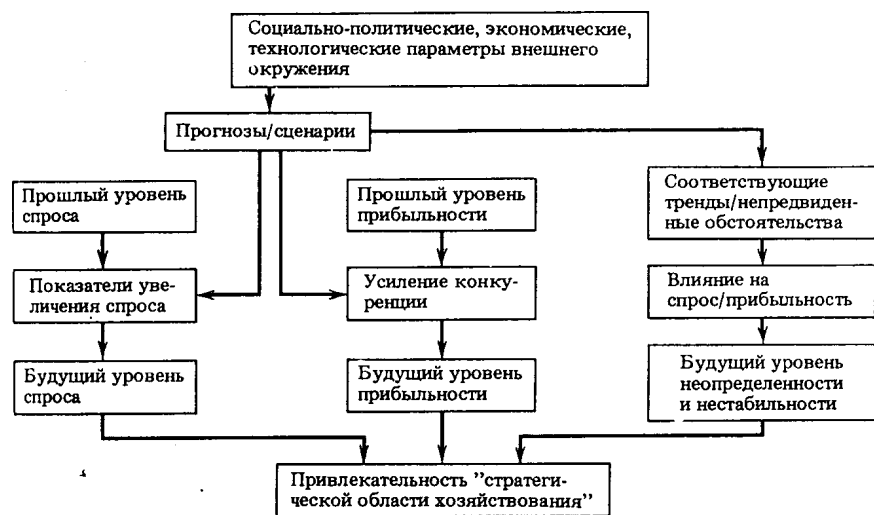 Социально-политические, экономические,
технологические параметры внешнего
окружения
Прогнозы/сценарии
Прошлый уровень
спроса
Прошлый уровень
прибыльности
Соответствующие
тренды/непредвиден-
ные обстоятельства
Показатели уве-
личения спроса
Усиление конку-
ренции
Влияние на
спрос/прибыльность
Будущий уровень
спроса
Будущий уровень
прибыльности
Будущий уровень
неопределенности
и нестабильности
Привлекательность ”стратеги-
ческой области хозяйствования”